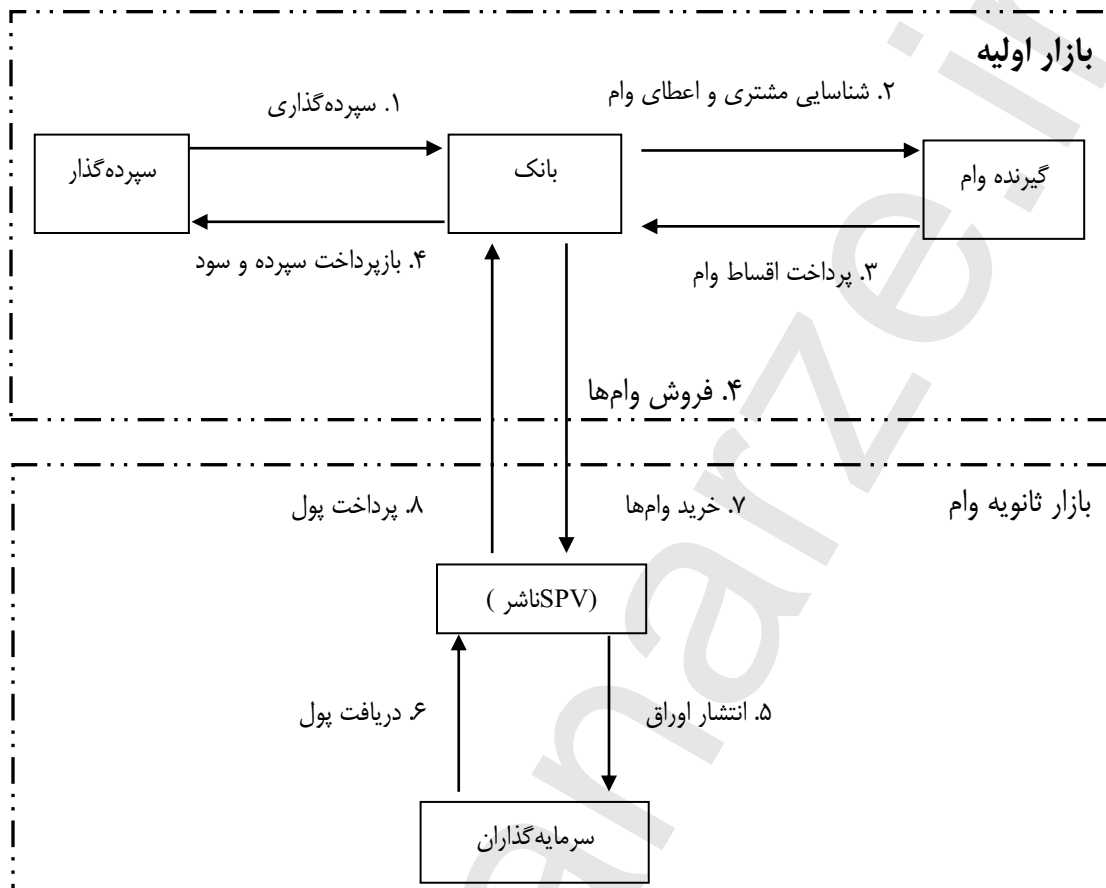 بازار اولیه
۲. شناسایی مشتری و اعطای وام
۱. سپرده‌گذاری
گیرنده وام
بانک
سپرده‌گذار
۳. پرداخت اقساط وام
۴. بازپرداخت سپرده و سود
۴. فروش وام‌ها
بازار ثانویه وام
۷. خرید وام‌ها
۸. پرداخت پول
(SPVناشر )
۵. انتشار اوراق
۶. دریافت پول
سرمایه‌گذاران